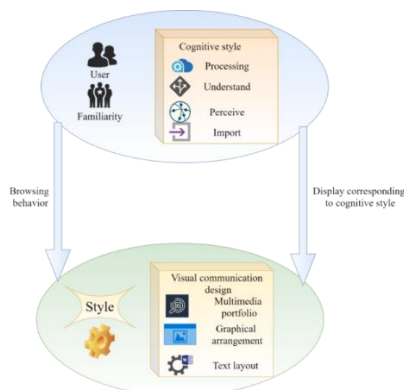 Cognitive style
User
Processing
Understand
Familiarity
Perceive
Import
Browsing
behavior
Display corresponding
to cognitive style
Visual communication
design
Style
Multimedia
portfolio
Graphical
arrangement
Text layout